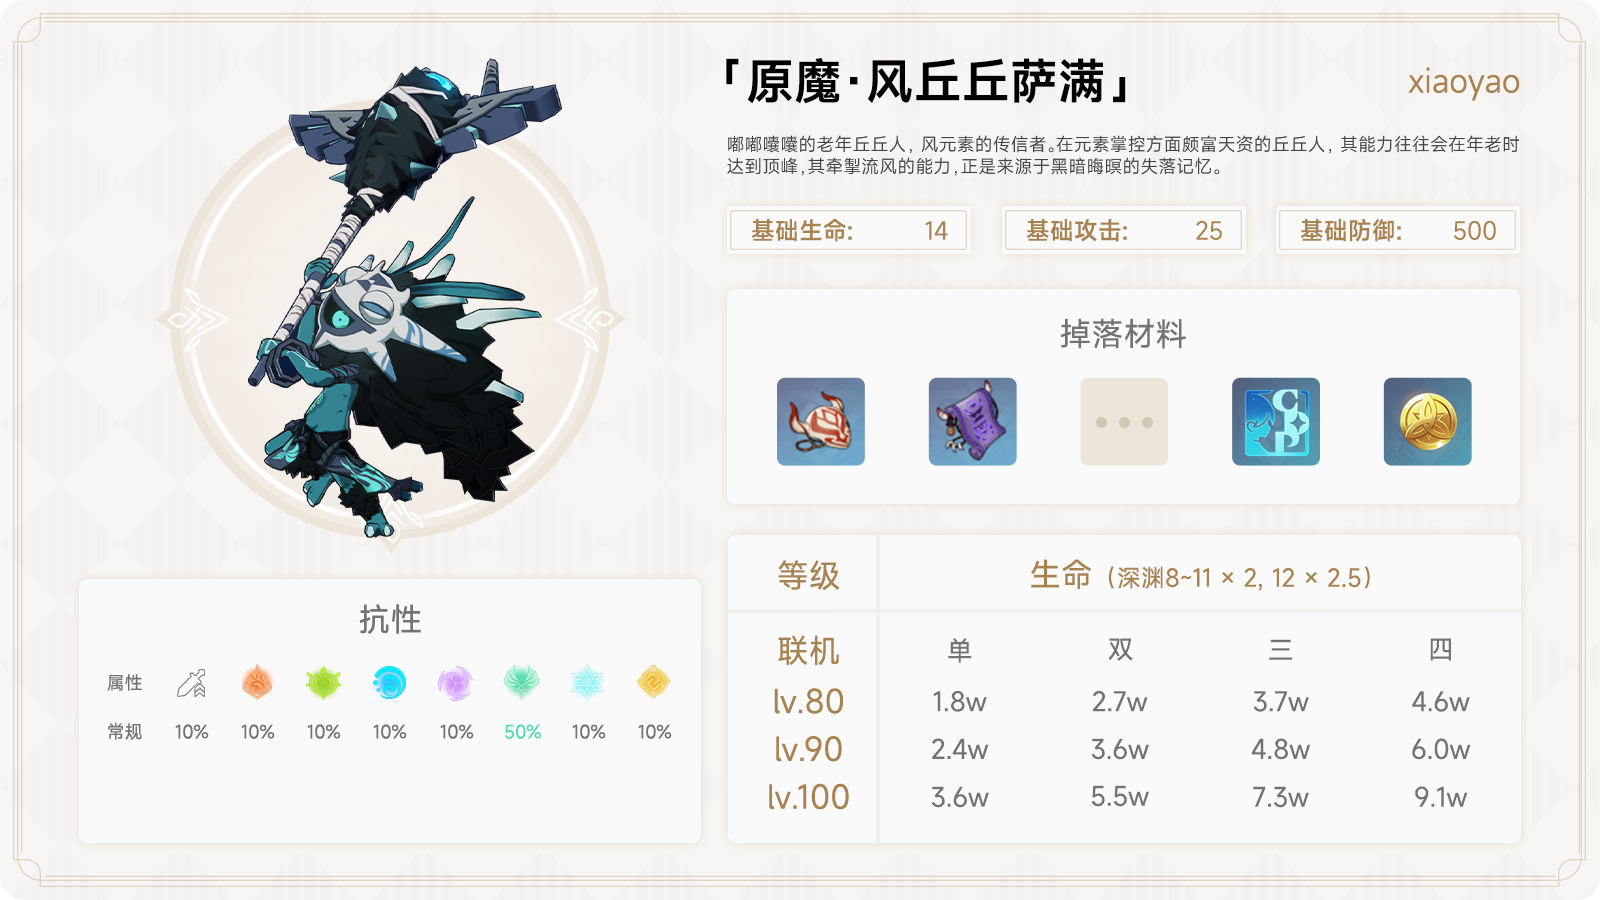 「原魔·风丘丘萨满」
xiaoyao
嘟嘟囔囔的老年丘丘人, 风元素的传信者。在元素掌控方面颇富天资的丘丘人, 其能力往往会在年老时
达到顶峰,其牵掣流风的能力,正是来源于黑暗晦暝的失落记忆。
基础生命: 14
基础攻击: 25
基础防御: 500
掉落材料
抗性
属性
常规 10% 10% 10% 10% 10% 50% 10% 10%
等级 生命 (深渊8~11 × 2, 12 × 2.5)
联机 单 双 三 四
lv.80 1.8w 2.7w 3.7w 4.6w
lv.90 2.4w 3.6w 4.8w 6.0w
lv.100 3.6w 5.5w 7.3w 9.1w